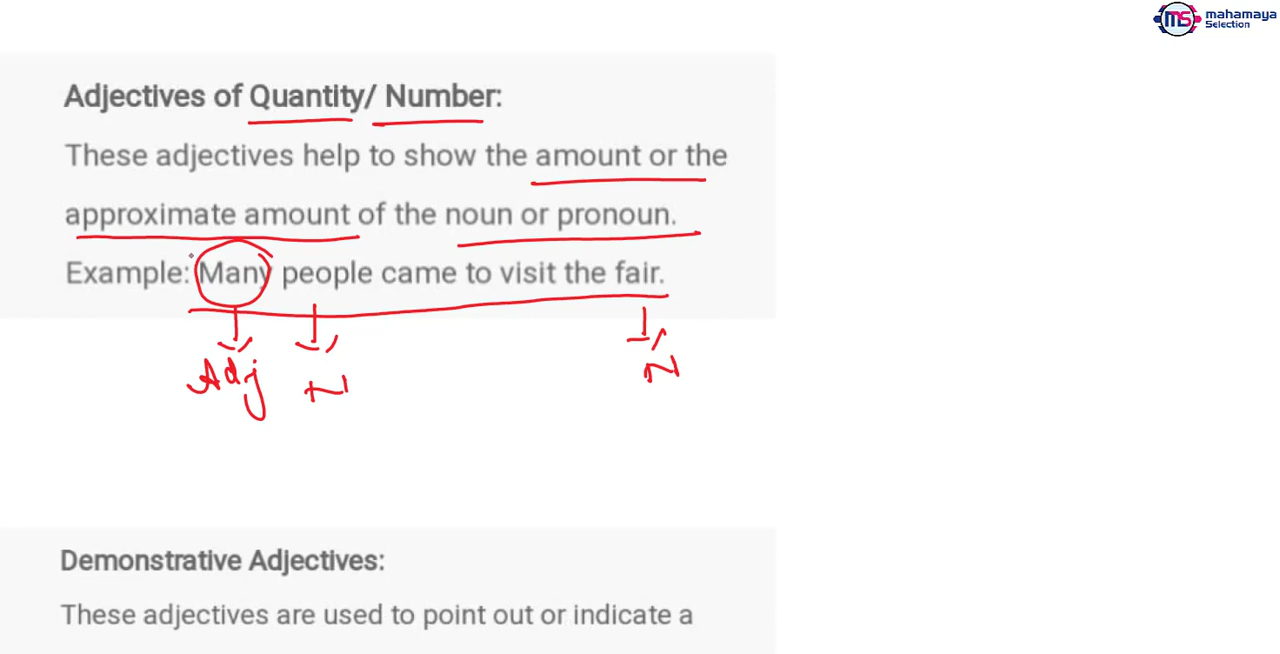 MS mahamaya
Selection
Adjectives of Quantity/ Number:
These adjectives help to show the amount or the
approximate amount of the noun or pronoun.
Example: Many people came to visit the fair.
Adj N N
Demonstrative Adjectives:
These adjectives are used to point out or indicate a